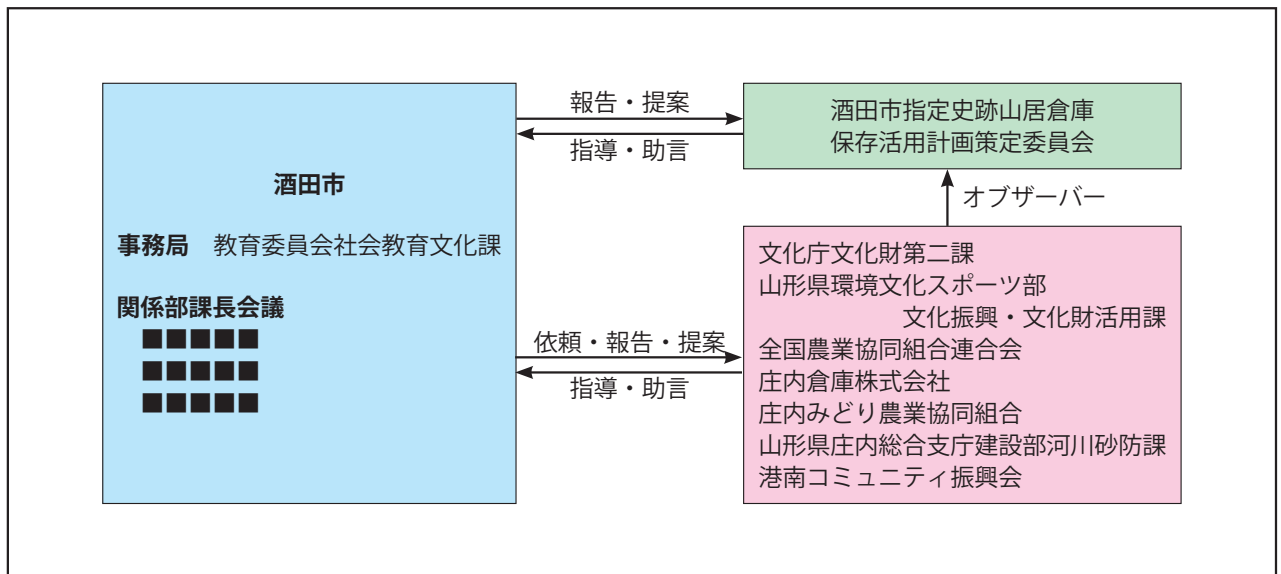 酒田市
事務局　教育委員会社会教育文化課
関係部課長会議
■■■■■
■■■■■
■■■■■
報告・提案
指導・助言
酒田市指定史跡山居倉庫
保存活用計画策定委員会
オブザーバー
依頼・報告・提案
指導・助言
文化庁文化財第二課
山形県環境文化スポーツ部
文化振興・文化財活用課
全国農業協同組合連合会
庄内倉庫株式会社
庄内みどり農業協同組合
山形県庄内総合支庁建設部河川砂防課
港南コミュニティ振興会